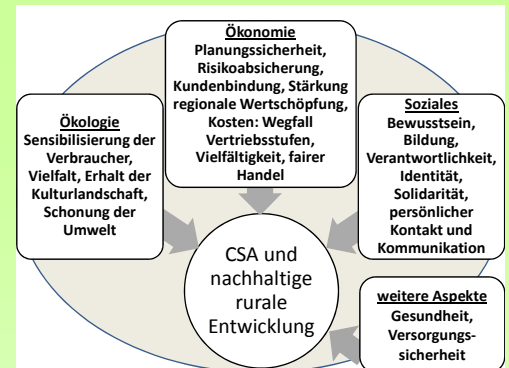 Ökonomie
Planungssicherheit,
Risikoabsicherung,
Kundenbindung, Stärkung
regionale Wertschöpfung,
Kosten: Wegfall
Vertriebsstufen,
Vielfältigkeit, fairer
Handel
Ökologie
Sensibilisierung der
Verbraucher,
Vielfalt, Erhalt der
Kulturlandschaft,
Schonung der
Umwelt
Soziales
Bewusstsein,
Bildung,
Verantwortlichkeit,
Identität,
Solidarität,
persönlicher
Kontakt und
Kommunikation
CSA und
nachhaltige
rurale
Entwicklung
weitere Aspekte
Gesundheit,
Versorgungs-
sicherheit